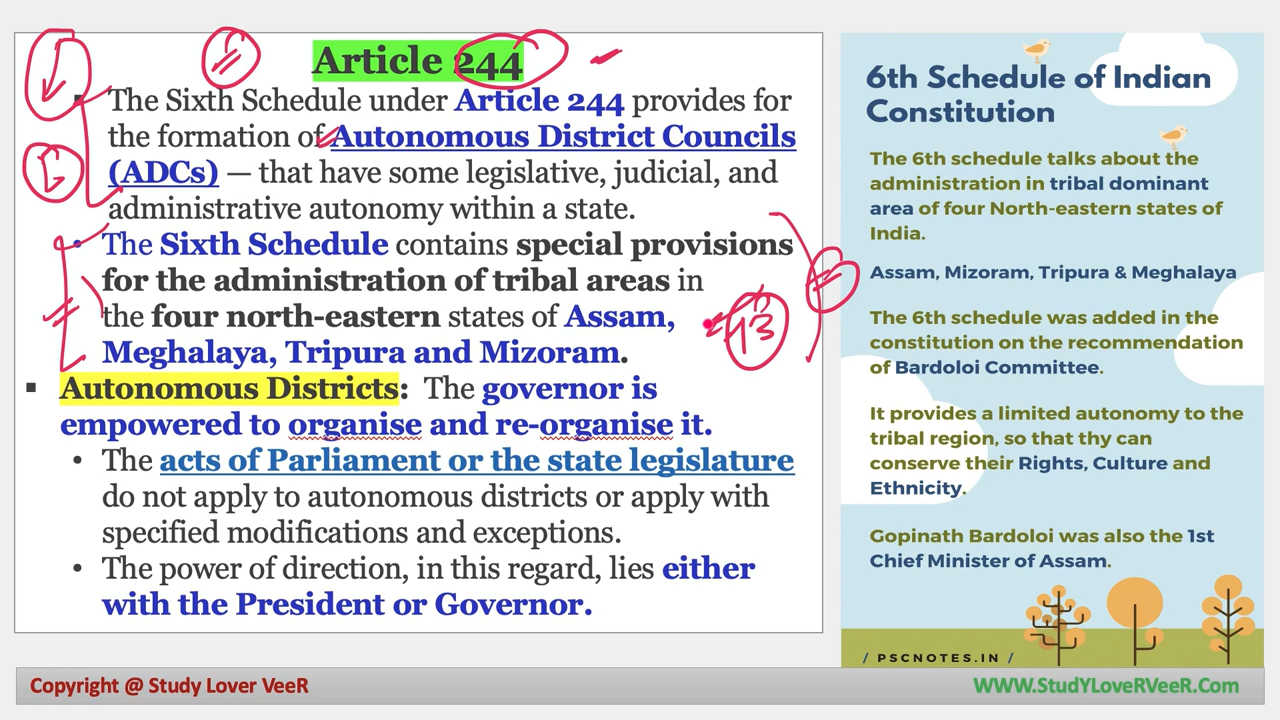 Article 244
The Sixth Schedule under Article 244 provides for
the formation of Autonomous District Councils
(ADCs) — that have some legislative, judicial, and
administrative autonomy within a state.
• The Sixth Schedule contains special provisions
for the administration of tribal areas in
the four north-eastern states of Assam,
Meghalaya, Tripura and Mizoram.
▪ Autonomous Districts: The governor is
empowered to organise and re-organise it.
• The acts of Parliament or the state legislature
do not apply to autonomous districts or apply with
specified modifications and exceptions.
• The power of direction, in this regard, lies either
with the President or Governor.
6th Schedule of Indian
Constitution
The 6th schedule talks about the
administration in tribal dominant
area of four North-eastern states of
India.
Assam, Mizoram, Tripura & Meghalaya
The 6th schedule was added in the
constitution on the recommendation
of Bardoloi Committee.
It provides a limited autonomy to the
tribal region, so that thy can
conserve their Rights, Culture and
Ethnicity.
Gopinath Bardoloi was also the 1st
Chief Minister of Assam.
/ PSCNOTES.IN /
Copyright @ Study Lover VeeR
WWW.StudYLoveRVeeR.Com